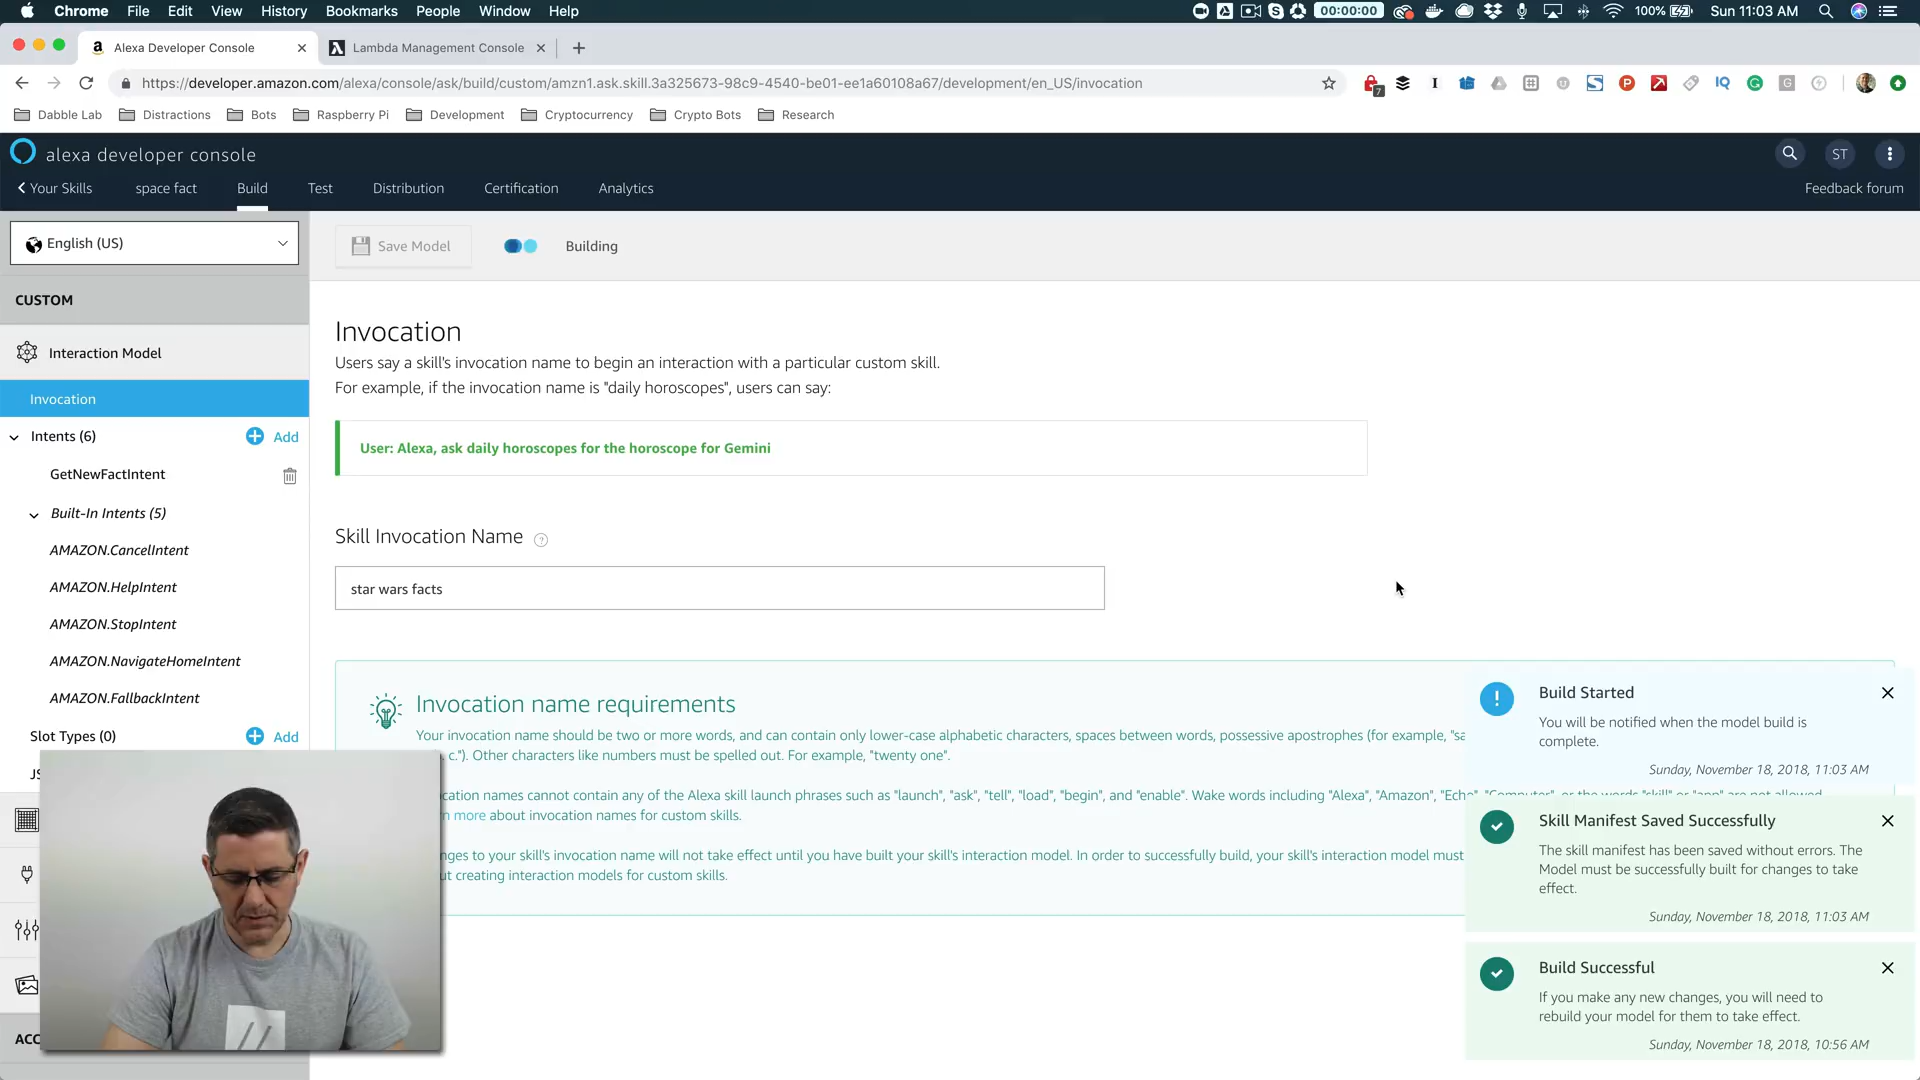 Chrome File Edit View History Bookmarks People Window Help 00:00:00 100% Sun 11:03 AM
Alexa Developer Console Lambda Management Console
https://developer.amazon.com/alexa/console/ask/build/custom/amzn1.ask.skill.3a325673-98c9-4540-be01-ee1a60108a67/development/en_US/invocation
7
Dabble Lab Distractions Bots Raspberry Pi Development Cryptocurrency Crypto Bots Research
alexa developer console
ST
Your Skills space fact Build Test Distribution Certification Analytics Feedback forum
English (US)
Save Model Building
CUSTOM
Interaction Model
Invocation
Intents (6) Add
GetNewFactIntent
Built-In Intents (5)
AMAZON.CancelIntent
AMAZON.HelpIntent
AMAZON.StopIntent
AMAZON.NavigateHomeIntent
AMAZON.FallbackIntent
Slot Types (0) Add
ACC
Invocation
Users say a skill's invocation name to begin an interaction with a particular custom skill.
For example, if the invocation name is "daily horoscopes", users can say:
User: Alexa, ask daily horoscopes for the horoscope for Gemini
Skill Invocation Name ?
star wars facts
Invocation name requirements
Your invocation name should be two or more words, and can contain only lower-case alphabetic characters, spaces between words, possessive apostrophes (for example, "sa
c."). Other characters like numbers must be spelled out. For example, "twenty one".
cation names cannot contain any of the Alexa skill launch phrases such as "launch", "ask", "tell", "load", "begin", and "enable". Wake words including "Alexa", "Amazon", "Echo", "Computer", or the words "skill" or "app" are not allowed.
n more about invocation names for custom skills.
nges to your skill's invocation name will not take effect until you have built your skill's interaction model. In order to successfully build, your skill's interaction model must
ut creating interaction models for custom skills.
Build Started
You will be notified when the model build is
complete.
Sunday, November 18, 2018, 11:03 AM
Skill Manifest Saved Successfully
The skill manifest has been saved without errors. The
Model must be successfully built for changes to take
effect.
Sunday, November 18, 2018, 11:03 AM
Build Successful
If you make any new changes, you will need to
rebuild your model for them to take effect.
Sunday, November 18, 2018, 10:56 AM